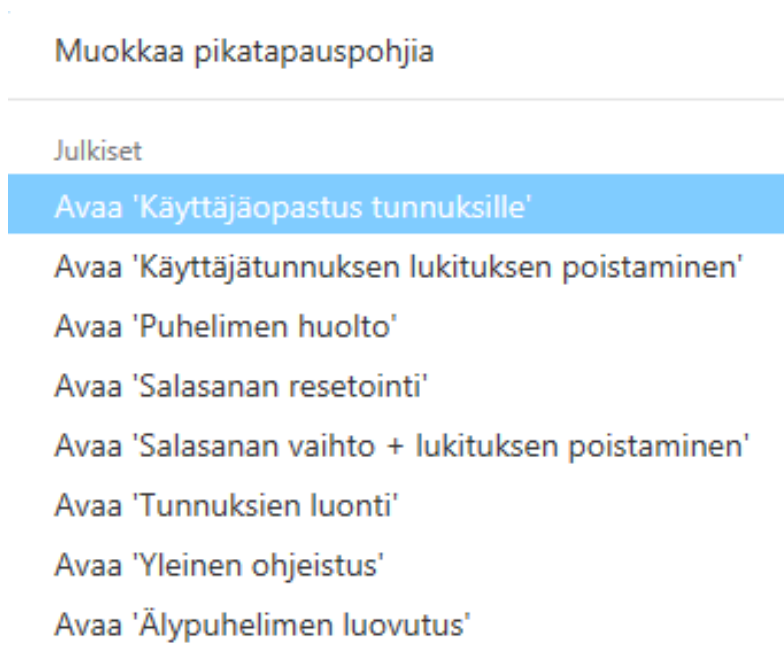 Muokkaa pikatapauspohjia
Julkiset
Avaa 'Käyttäjäopastus tunnuksille'
Avaa 'Käyttäjätunnuksen lukituksen poistaminen'
Avaa 'Puhelimen huolto'
Avaa 'Salasanan resetointi'
Avaa 'Salasanan vaihto + lukituksen poistaminen'
Avaa 'Tunnuksien luonti'
Avaa 'Yleinen ohjeistus'
Avaa 'Älypuhelimen luovutus'